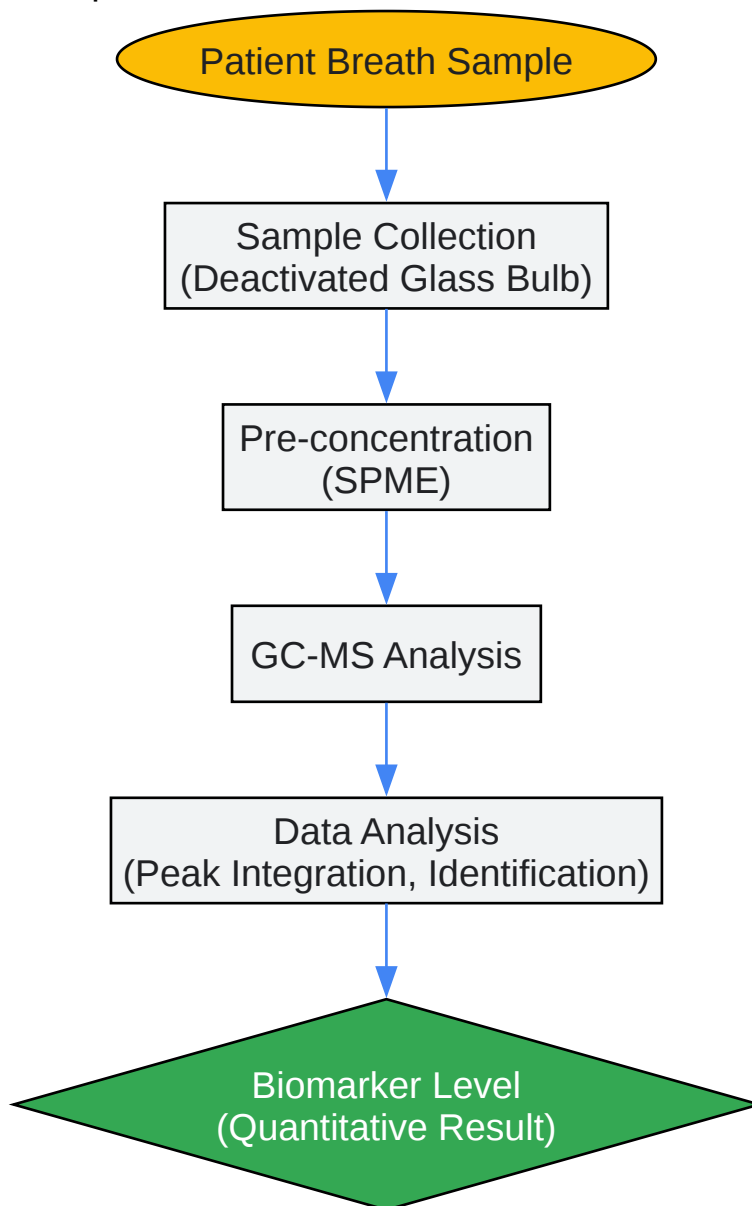 Patient Breath Sample
Sample Collection
(Deactivated Glass Bulb)
Pre-concentration
(SPME)
GC-MS Analysis
Data Analysis
(Peak Integration, Identification)
Biomarker Level
(Quantitative Result)